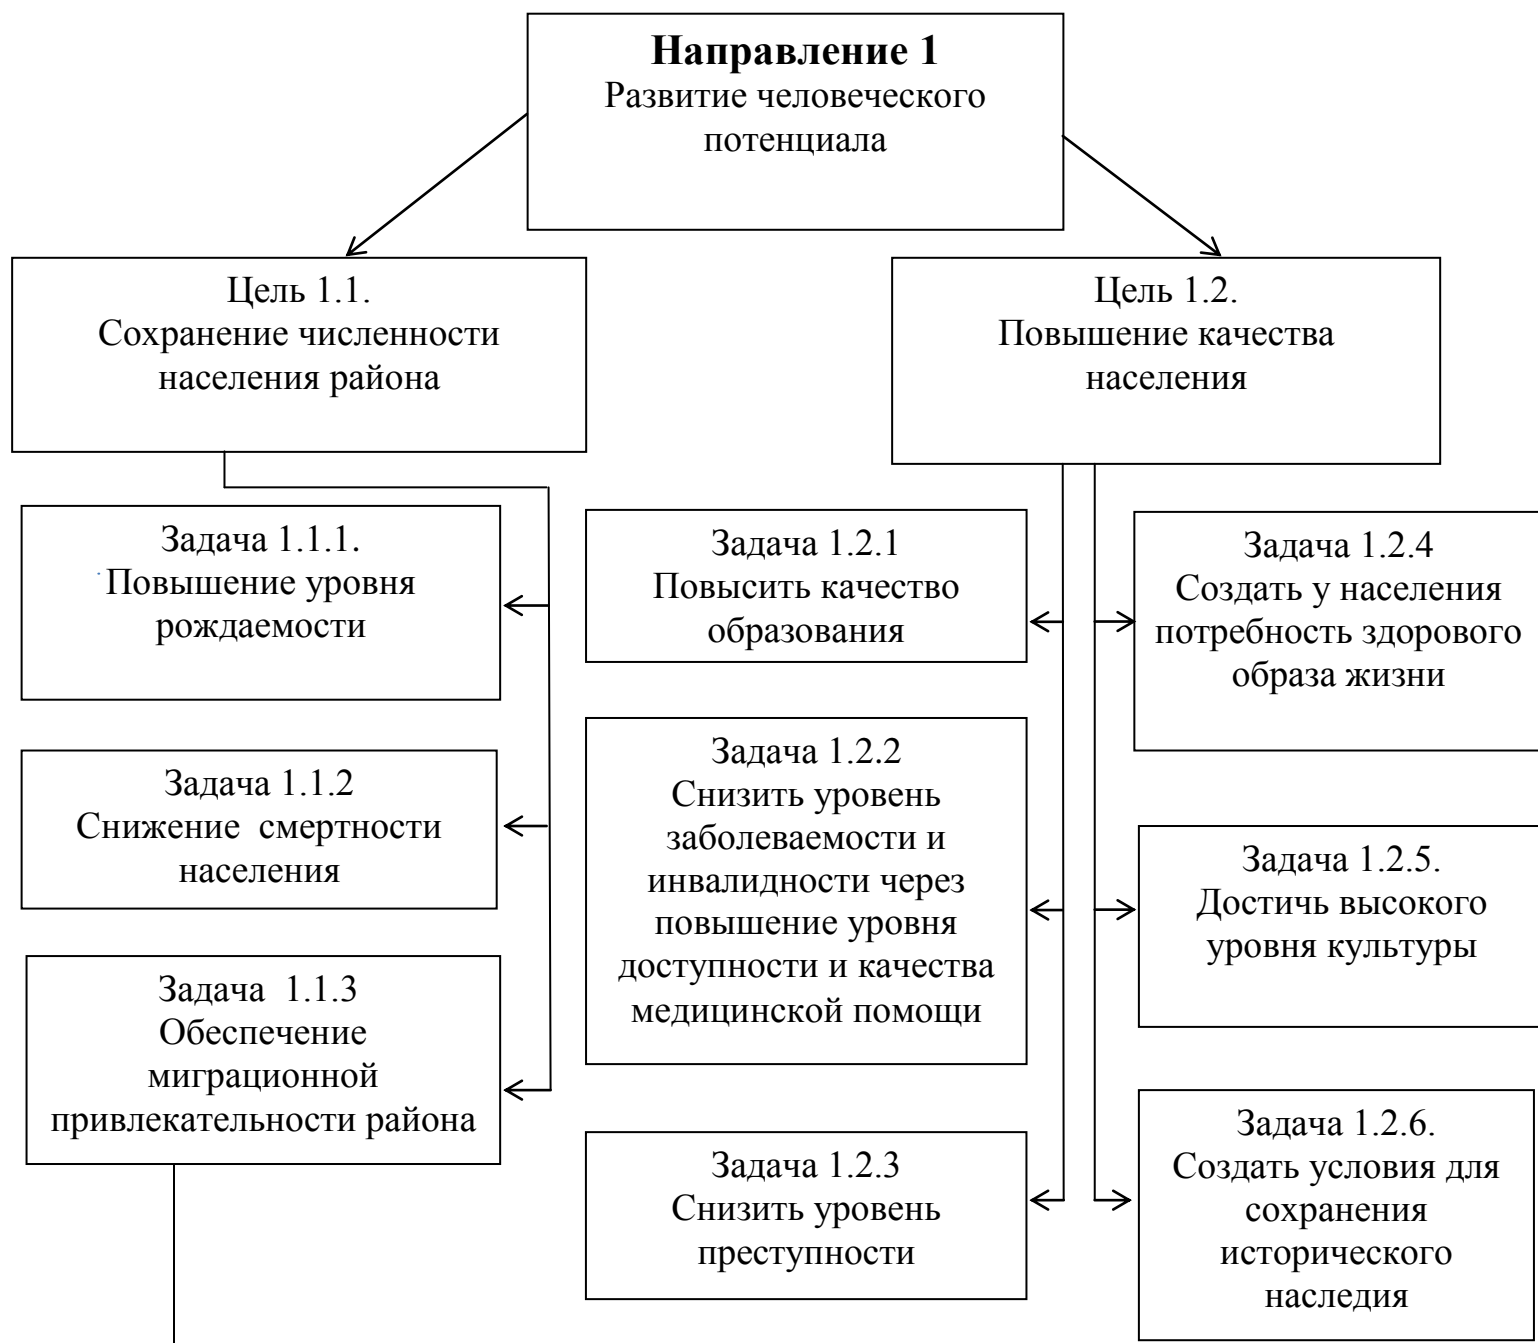 Направление 1
Развитие человеческого
потенциала
Цель 1.1.
Сохранение численности
населения района
Цель 1.2.
Повышение качества
населения
Задача 1.1.1.
Повышение уровня
рождаемости
Задача 1.1.2
Снижение смертности
населения
Задача 1.1.3
Обеспечение
миграционной
привлекательности района
Задача 1.2.1
Повысить качество
образования
Задача 1.2.2
Снизить уровень
заболеваемости и
инвалидности через
повышение уровня
доступности и качества
медицинской помощи
Задача 1.2.3
Снизить уровень
преступности
Задача 1.2.4
Создать у населения
потребность здорового
образа жизни
Задача 1.2.5.
Достичь высокого
уровня культуры
Задача 1.2.6.
Создать условия для
сохранения
исторического
наследия